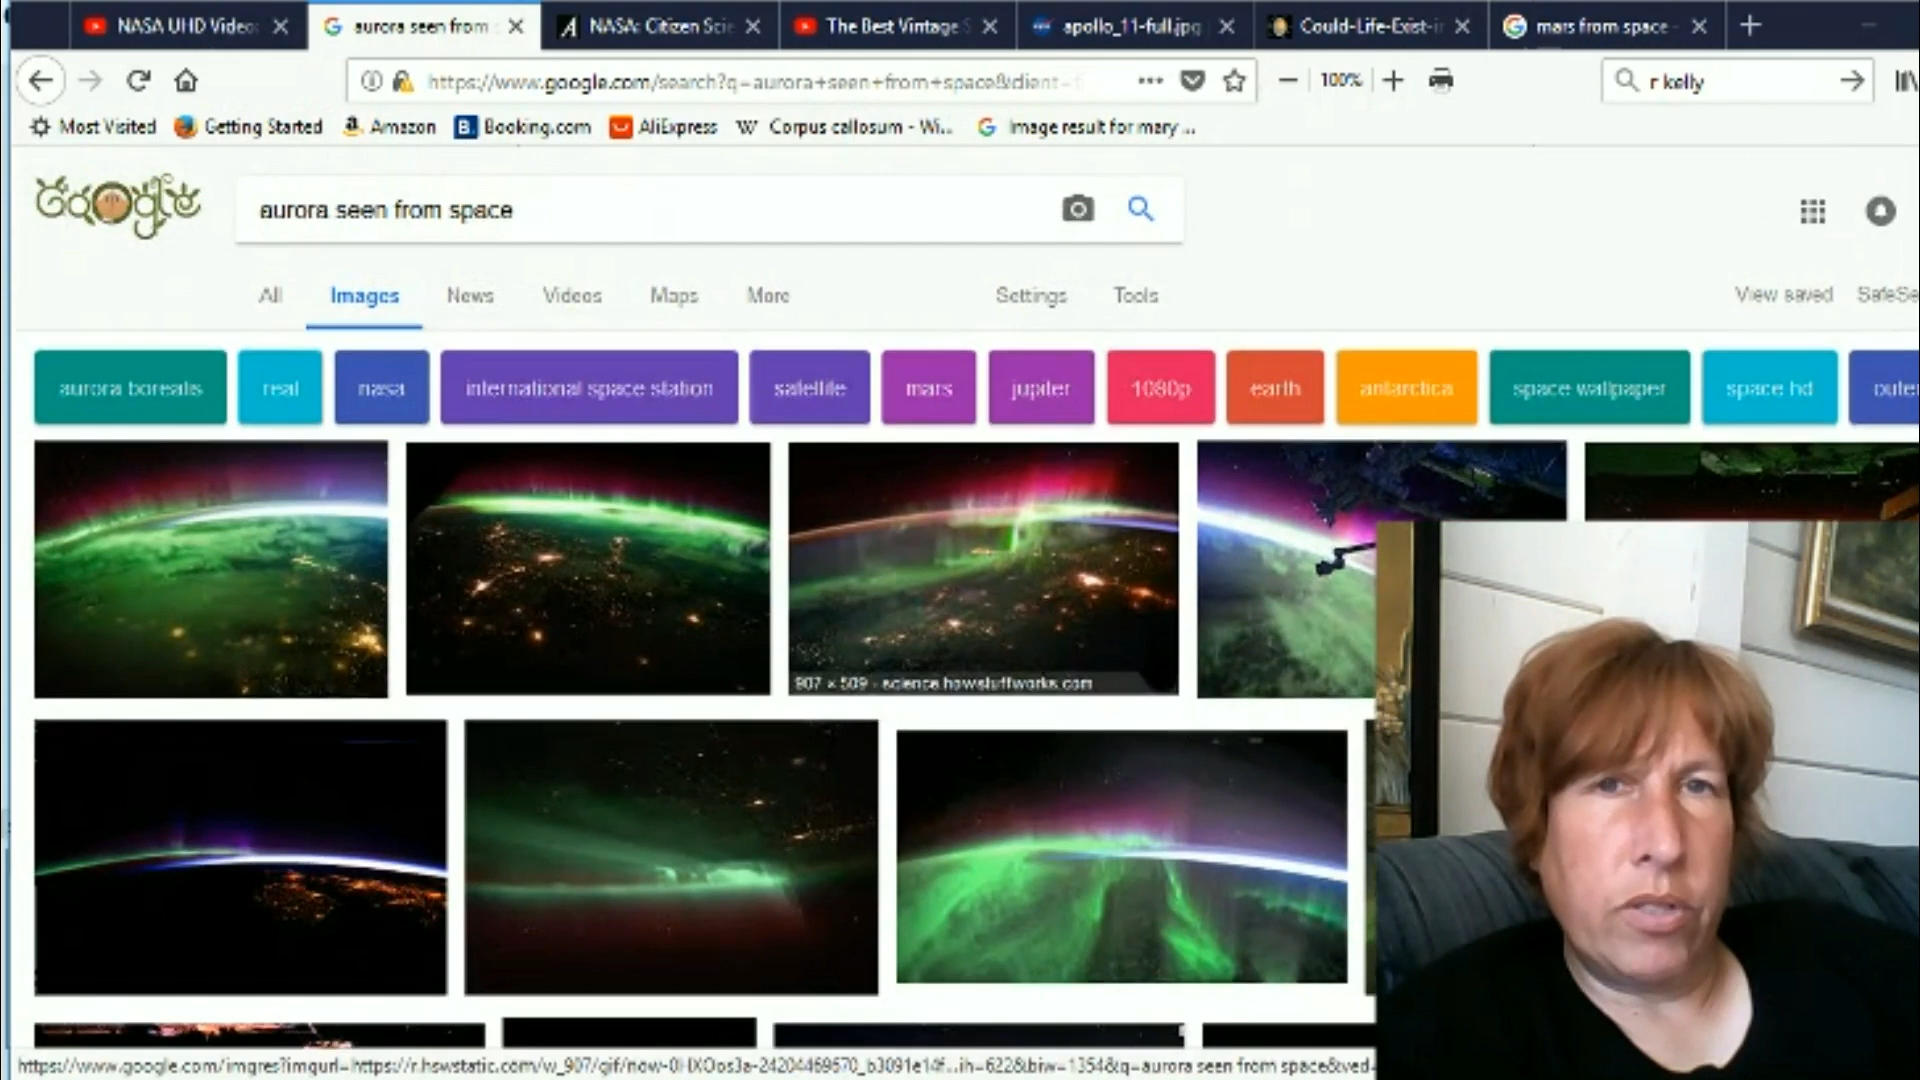 NASA UHD Video
aurora seen from s
NASA: Citizen Scie
The Best Vintage S
apollo_11-full.jpg
Could-Life-Exist-i
mars from space -
https://www.google.com/search?q=aurora+seen+from+space&client=f
100%
r kelly
Most Visited
Getting Started
Amazon
B.
Booking.com
AliExpress
W
Corpus callosum - Wi...
Image result for mary ...
Google
aurora seen from space
All
Images
News
Videos
Maps
More
Settings
Tools
View saved
SafeSe
aurora borealis
real
nasa
international space station
satellite
mars
jupiter
1080p
earth
antarctica
space wallpaper
space hd
outer
907 × 509 - science.howstuffworks.com